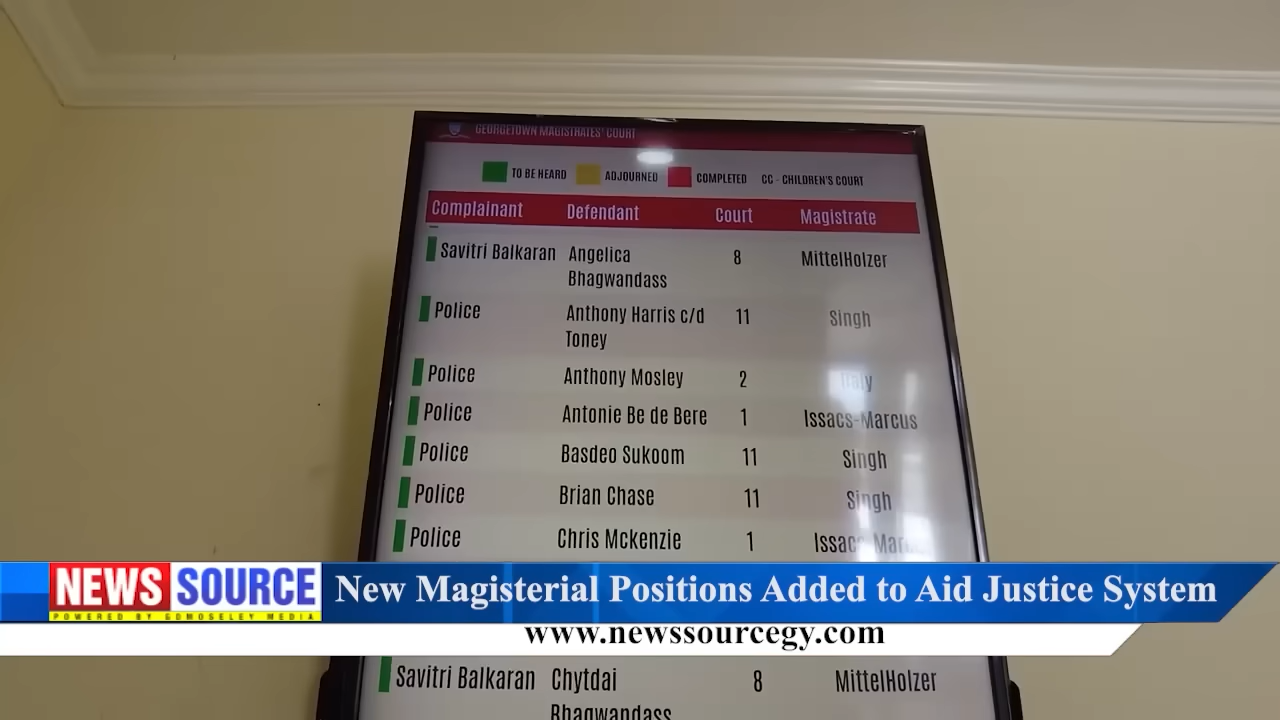 GEORGETOWN MAGISTRATES' COURT
TO BE HEARD ADJOURNED COMPLETED CC - CHILDREN'S COURT
Complainant Defendant Court Magistrate
Savitri Balkaran Angelica 8 MittelHolzer
Bhagwandass
Police Anthony Harris c/d 11 Singh
Toney
Police Anthony Mosley 2
Police Antonie Be de Bere 1 Issacs-Marcus
Police Basdeo Sukoom 11 Singh
Police Brian Chase 11 Singh
Police Chris Mckenzie 1
NEWS SOURCE New Magisterial Positions Added to Aid Justice System
POWERED BY GDMOSELEY MEDIA
www.newssourcegy.com
Savitri Balkaran Chytdai 8 MittelHolzer
Bhagwandass